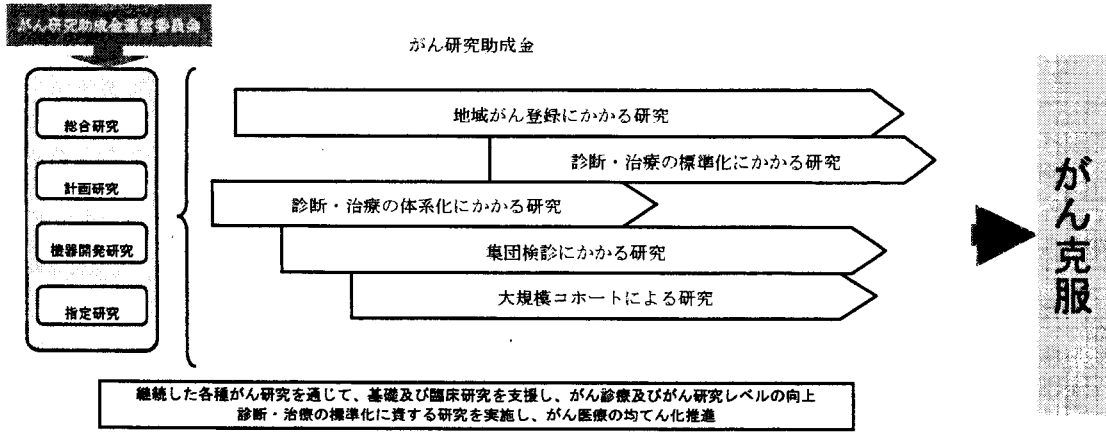 がん研究助成金運営委員会
がん研究助成金
総合研究
計画研究
機器開発研究
指定研究
地域がん登録にかかる研究
診断・治療の標準化にかかる研究
診断・治療の体系化にかかる研究
集団検診にかかる研究
大規模コホートによる研究
がん克服
継続した各種がん研究を通じて、基礎及び臨床研究を支援し、がん診療及びがん研究レベルの向上
診断・治療の標準化に資する研究を実施し、がん医療の均てん化推進